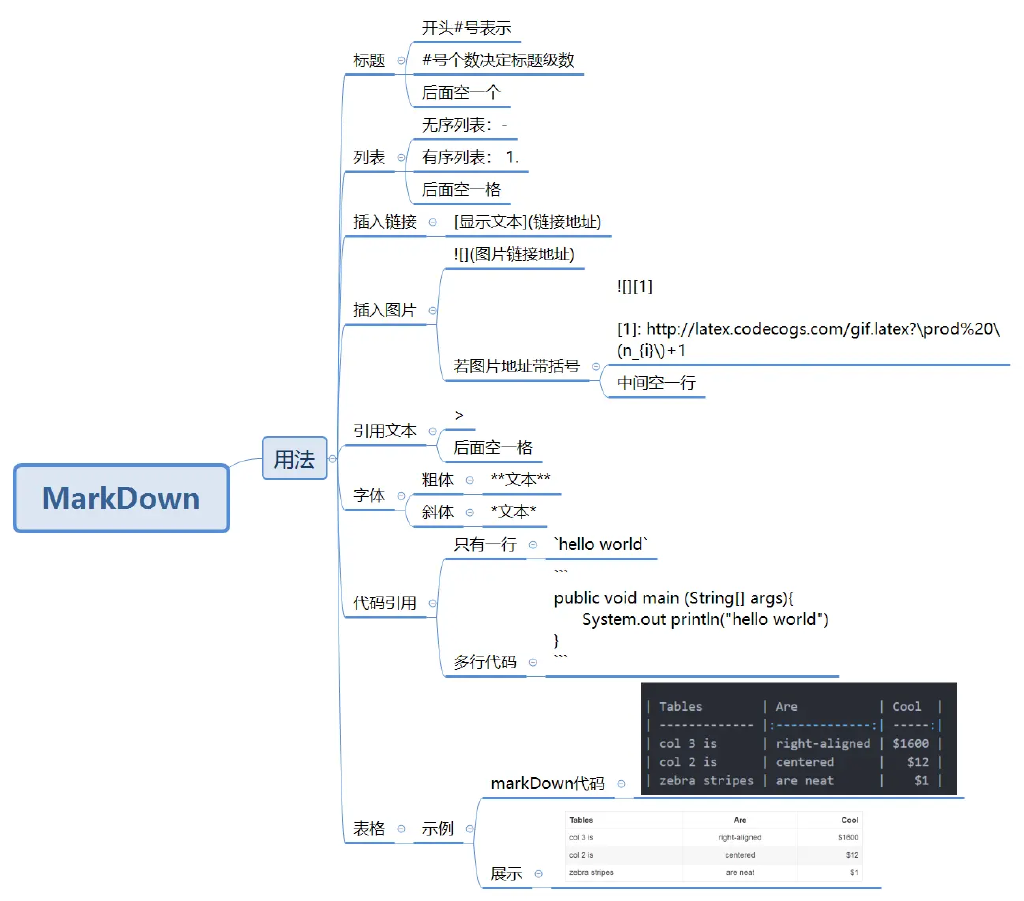 MarkDown
用法
标题
开头#号表示
#号个数决定标题级数
后面空一个
列表
无序列表： -
有序列表： 1.
后面空一格
插入链接
[显示文本](链接地址)
插入图片
![](图片链接地址)
若图片地址带括号
![][1]
[1]: http://latex.codecogs.com/gif.latex?\prod%20\
(n_{i}\)+1
中间空一行
引用文本
>
后面空一格
字体
粗体
**文本**
斜体
*文本*
代码引用
只有一行
`hello world`
多行代码
```
public void main (String[] args){
System.out println("hello world")
}
```
表格
示例
markDown代码
| Tables | Are | Cool |
| ------------- |:-------------:| -----:|
| col 3 is | right-aligned | $1600 |
| col 2 is | centered | $12 |
| zebra stripes | are neat | $1 |
展示
Tables Are Cool
col 3 is right-aligned $1600
col 2 is centered $12
zebra stripes are neat $1